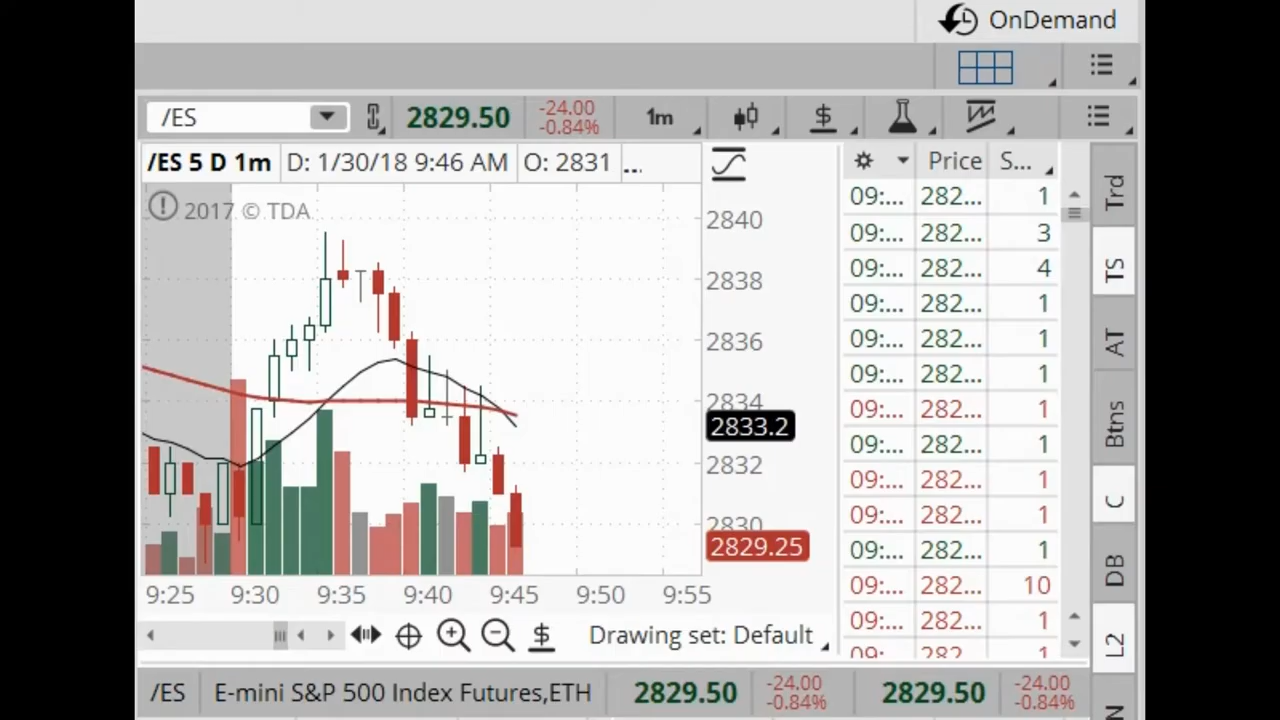 OnDemand
/ES 2829.50 -24.00 -0.84% 1m $
/ES 5 D 1m D: 1/30/18 9:46 AM O: 2831 ...
Price S...
2017 © TDA
2840
2838
2836
2834
2833.2
2832
2830
2829.25
9:25 9:30 9:35 9:40 9:45 9:50 9:55
$ Drawing set: Default
09:... 282... 1
09:... 282... 3
09:... 282... 4
09:... 282... 1
09:... 282... 1
09:... 282... 1
09:... 282... 1
09:... 282... 1
09:... 282... 1
09:... 282... 1
09:... 282... 1
09:... 282... 10
09:... 282... 1
09: 282 1
Trd
TS
AT
Btns
C
DB
L2
N
/ES E-mini S&P 500 Index Futures,ETH 2829.50 -24.00 -0.84% 2829.50 -24.00 -0.84%